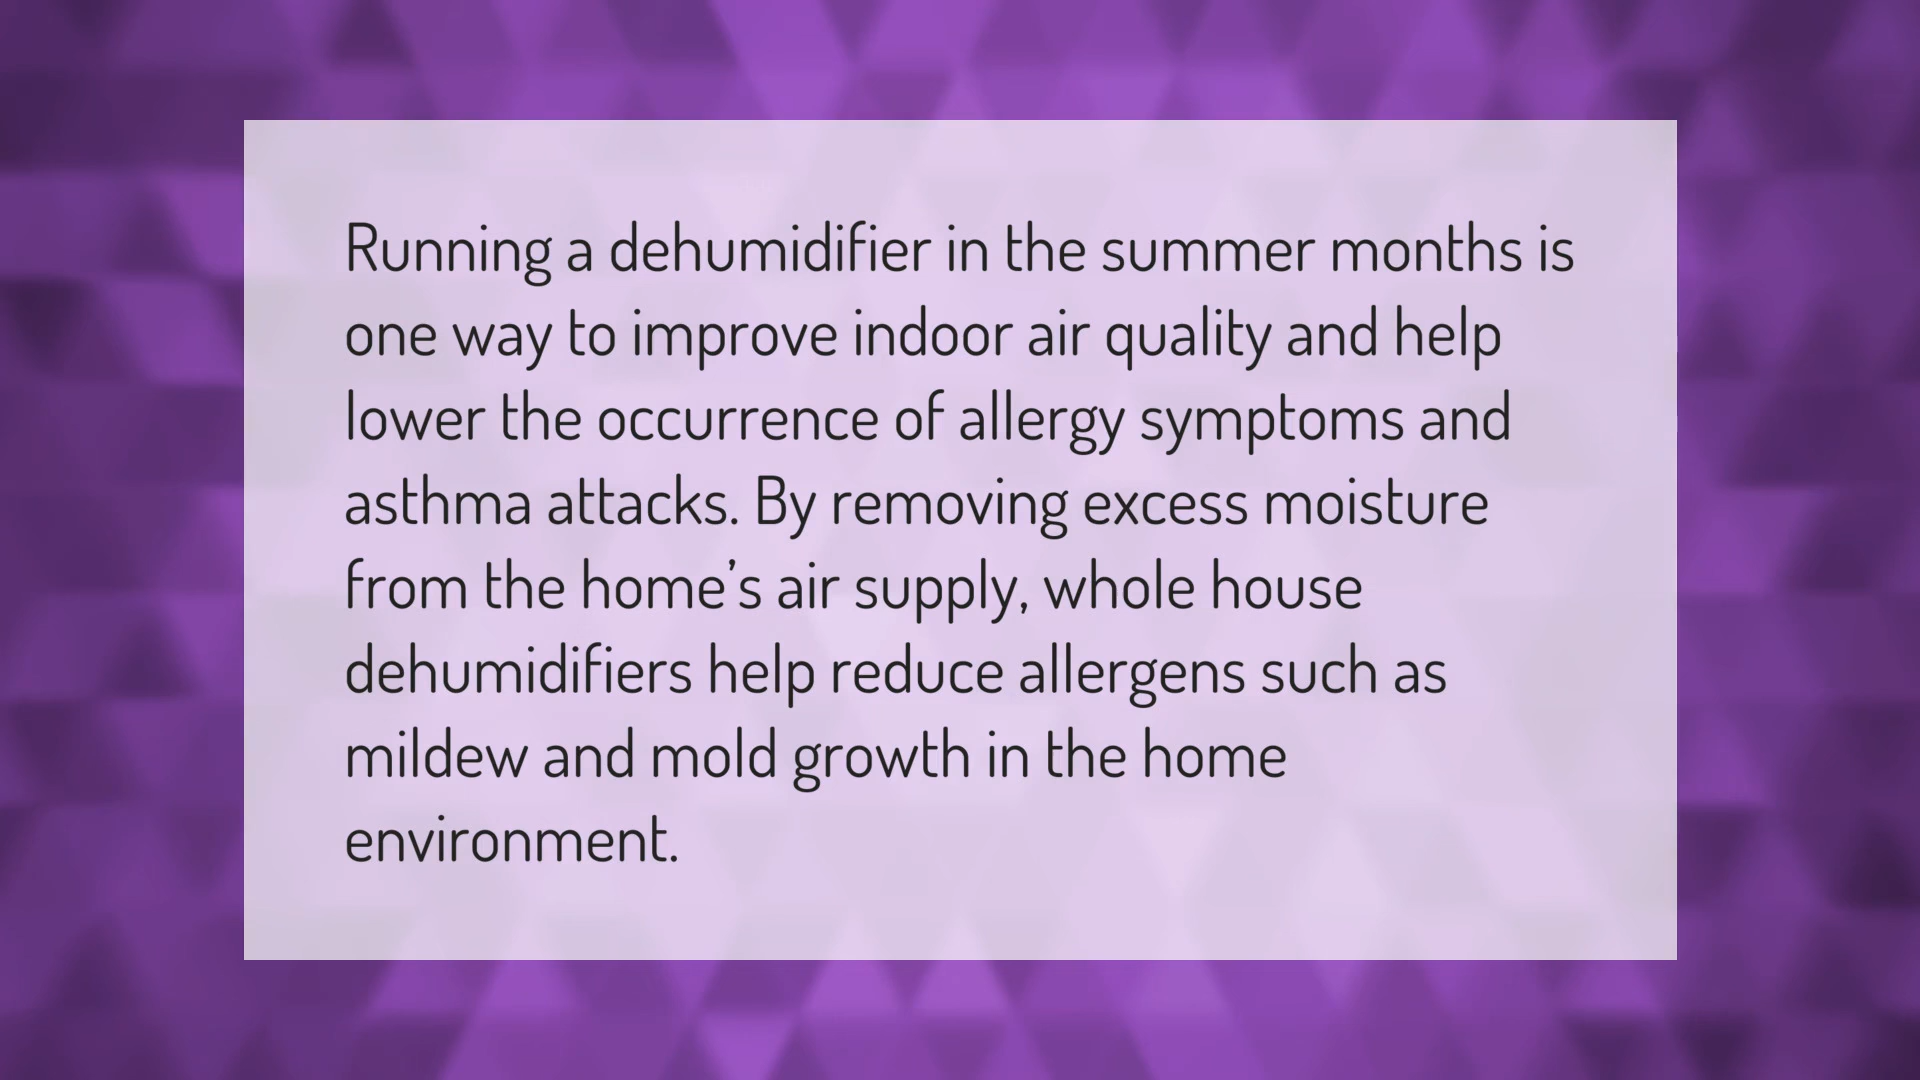 Running a dehumidifier in the summer months is
one way to improve indoor air quality and help
lower the occurrence of allergy symptoms and
asthma attacks. By removing excess moisture
from the home’s air supply, whole house
dehumidifiers help reduce allergens such as
mildew and mold growth in the home
environment.